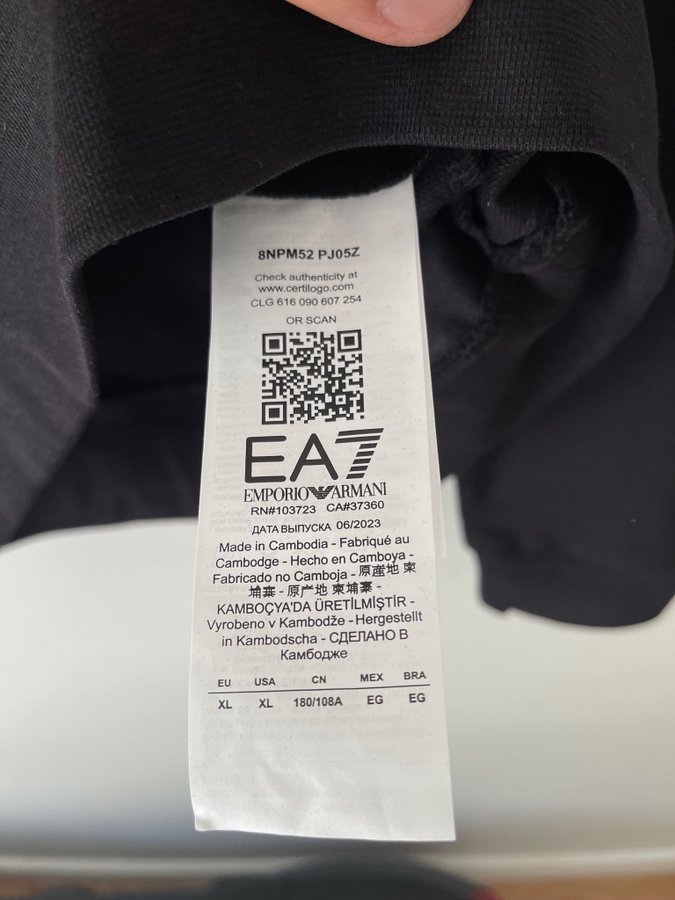 8NPM52 PJ05Z
Check authenticity at
www.certilogo.com
CLG 616 090 607 254
OR SCAN
EA7
EMPORIO ARMANI
RN#103723 CA#37360
ДАТА ВЫПУСКА 06/2023
Made in Cambodia - Fabriqué au
Cambodge - Hecho en Camboya -
Fabricado no Camboja - 原産地 柬
埔寨 - 原产地 柬埔寨 -
KAMBOÇYA'DA ÜRETİLMİŞTİR -
Vyrobeno v Kambodže - Hergestellt
in Kambodscha - СДЕЛАНО В
Камбодже
EU USA CN MEX BRA
XL XL 180/108A EG EG